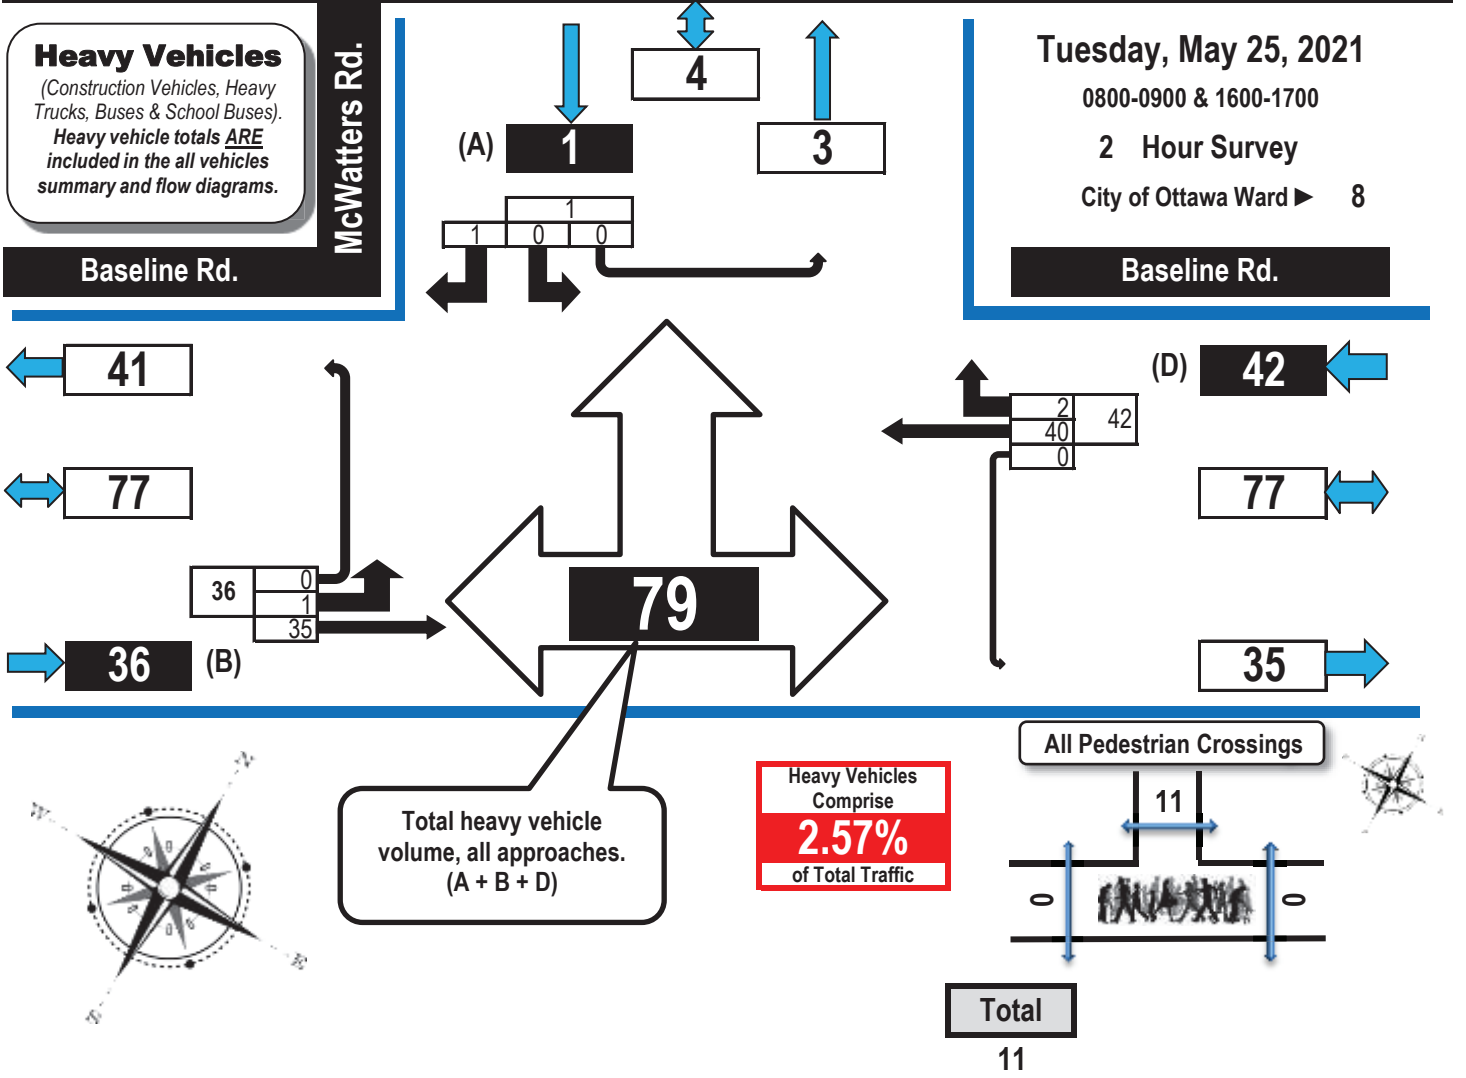 Heavy Vehicles
(Construction Vehicles, Heavy
Trucks, Buses & School Buses).
Heavy vehicle totals ARE
included in the all vehicles
summary and flow diagrams.
McWatters Rd.
Baseline Rd.
4
(A) 1
3
1
1 0 0
Tuesday, May 25, 2021
0800-0900 & 1600-1700
2 Hour Survey
City of Ottawa Ward ► 8
Baseline Rd.
41
77
36 0
1
35
36 (B)
79
(D) 42
2 42
40
0
77
35
Total heavy vehicle
volume, all approaches.
(A + B + D)
Heavy Vehicles
Comprise
2.57%
of Total Traffic
All Pedestrian Crossings
11
0 0
Total
11
N
W
E
S